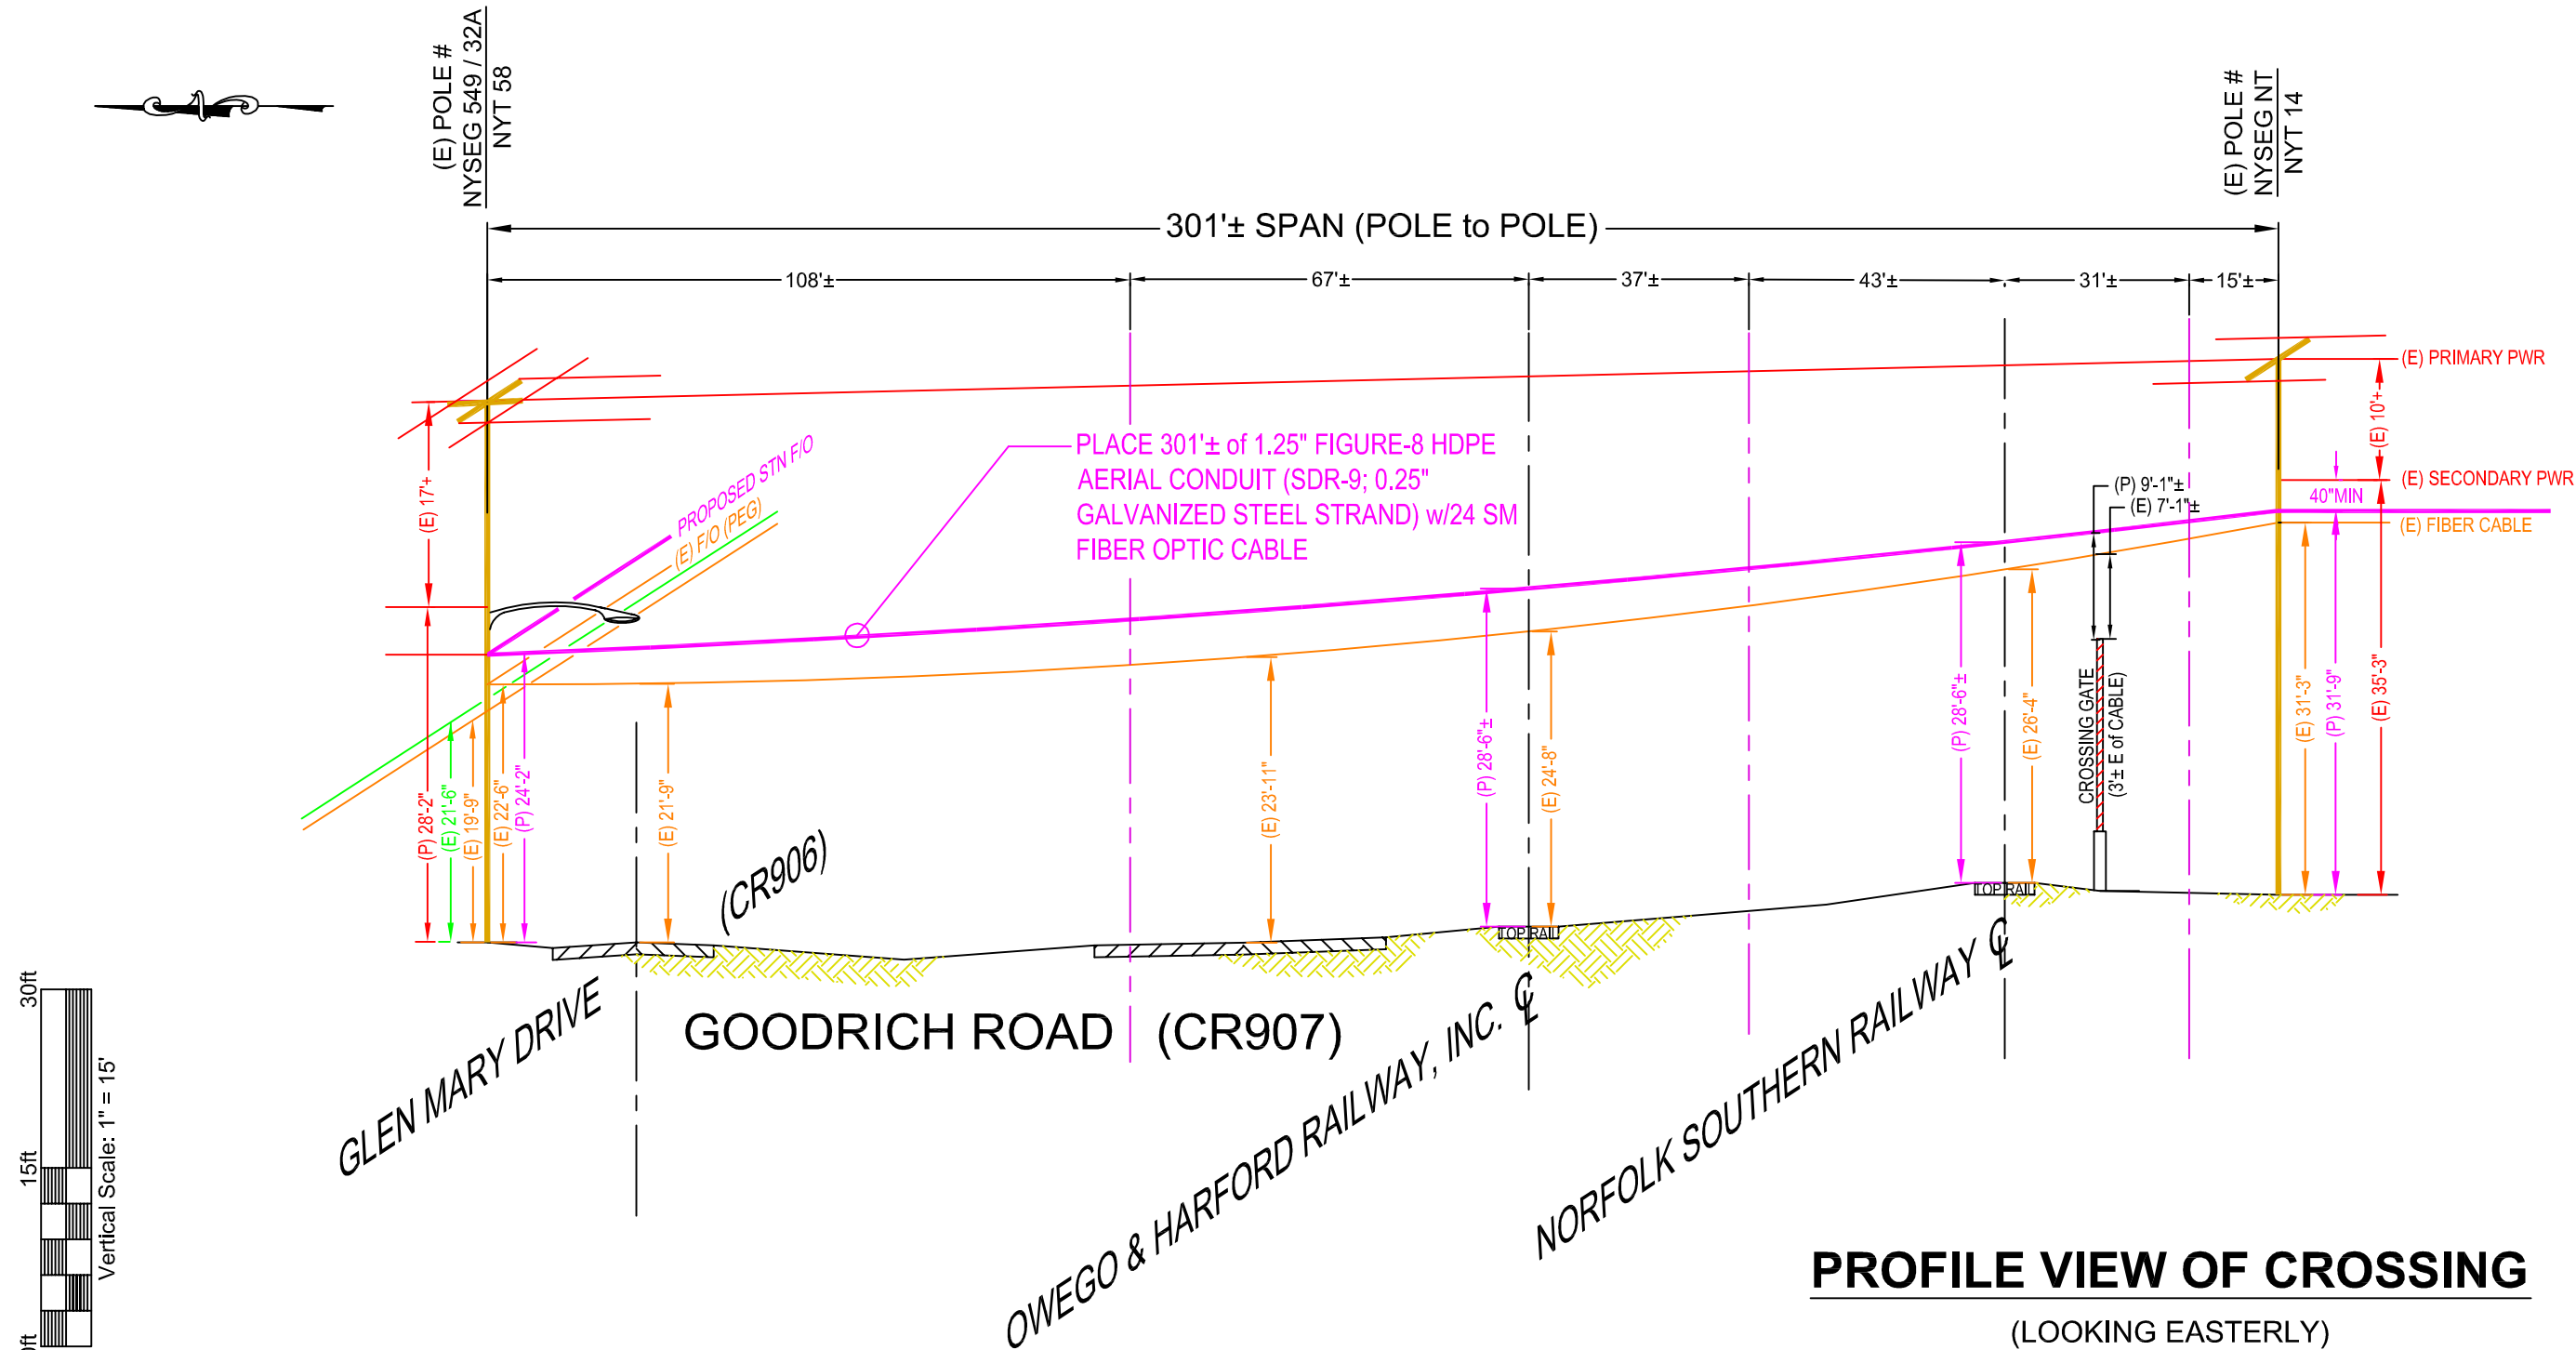 (E) POLE #
NYSEG 549 / 32A
NYT 58
(E) POLE #
NYSEG NT
NYT 14
301'± SPAN (POLE to POLE)
108'±
67'±
37'±
43'±
31'±
15'±
(E) PRIMARY PWR
(E) 10'+
(E) SECONDARY PWR
40"MIN
(E) FIBER CABLE
(E) 17'+
PROPOSED STN F/O
(E) F/O (PEG)
PLACE 301'± of 1.25" FIGURE-8 HDPE
AERIAL CONDUIT (SDR-9; 0.25"
GALVANIZED STEEL STRAND) w/24 SM
FIBER OPTIC CABLE
(P) 9'-1"±
(E) 7'-1"±
(P) 28'-2"
(E) 21'-6"
(E) 19'-9"
(E) 22'-6"
(P) 24'-2"
(E) 21'-9"
(E) 23'-11"
(P) 28'-6"±
(E) 24'-8"
(P) 28'-6"±
(E) 26'-4"
CROSSING GATE
(3'± E of CABLE)
(E) 31'-3"
(P) 31'-9"
(E) 35'-3"
TOP RAIL
TOP RAIL
(CR906)
GLEN MARY DRIVE
GOODRICH ROAD (CR907)
OWEGO & HARFORD RAILWAY, INC. ℄
NORFOLK SOUTHERN RAILWAY ℄
30ft
15ft
Vertical Scale: 1" = 15'
PROFILE VIEW OF CROSSING
(LOOKING EASTERLY)